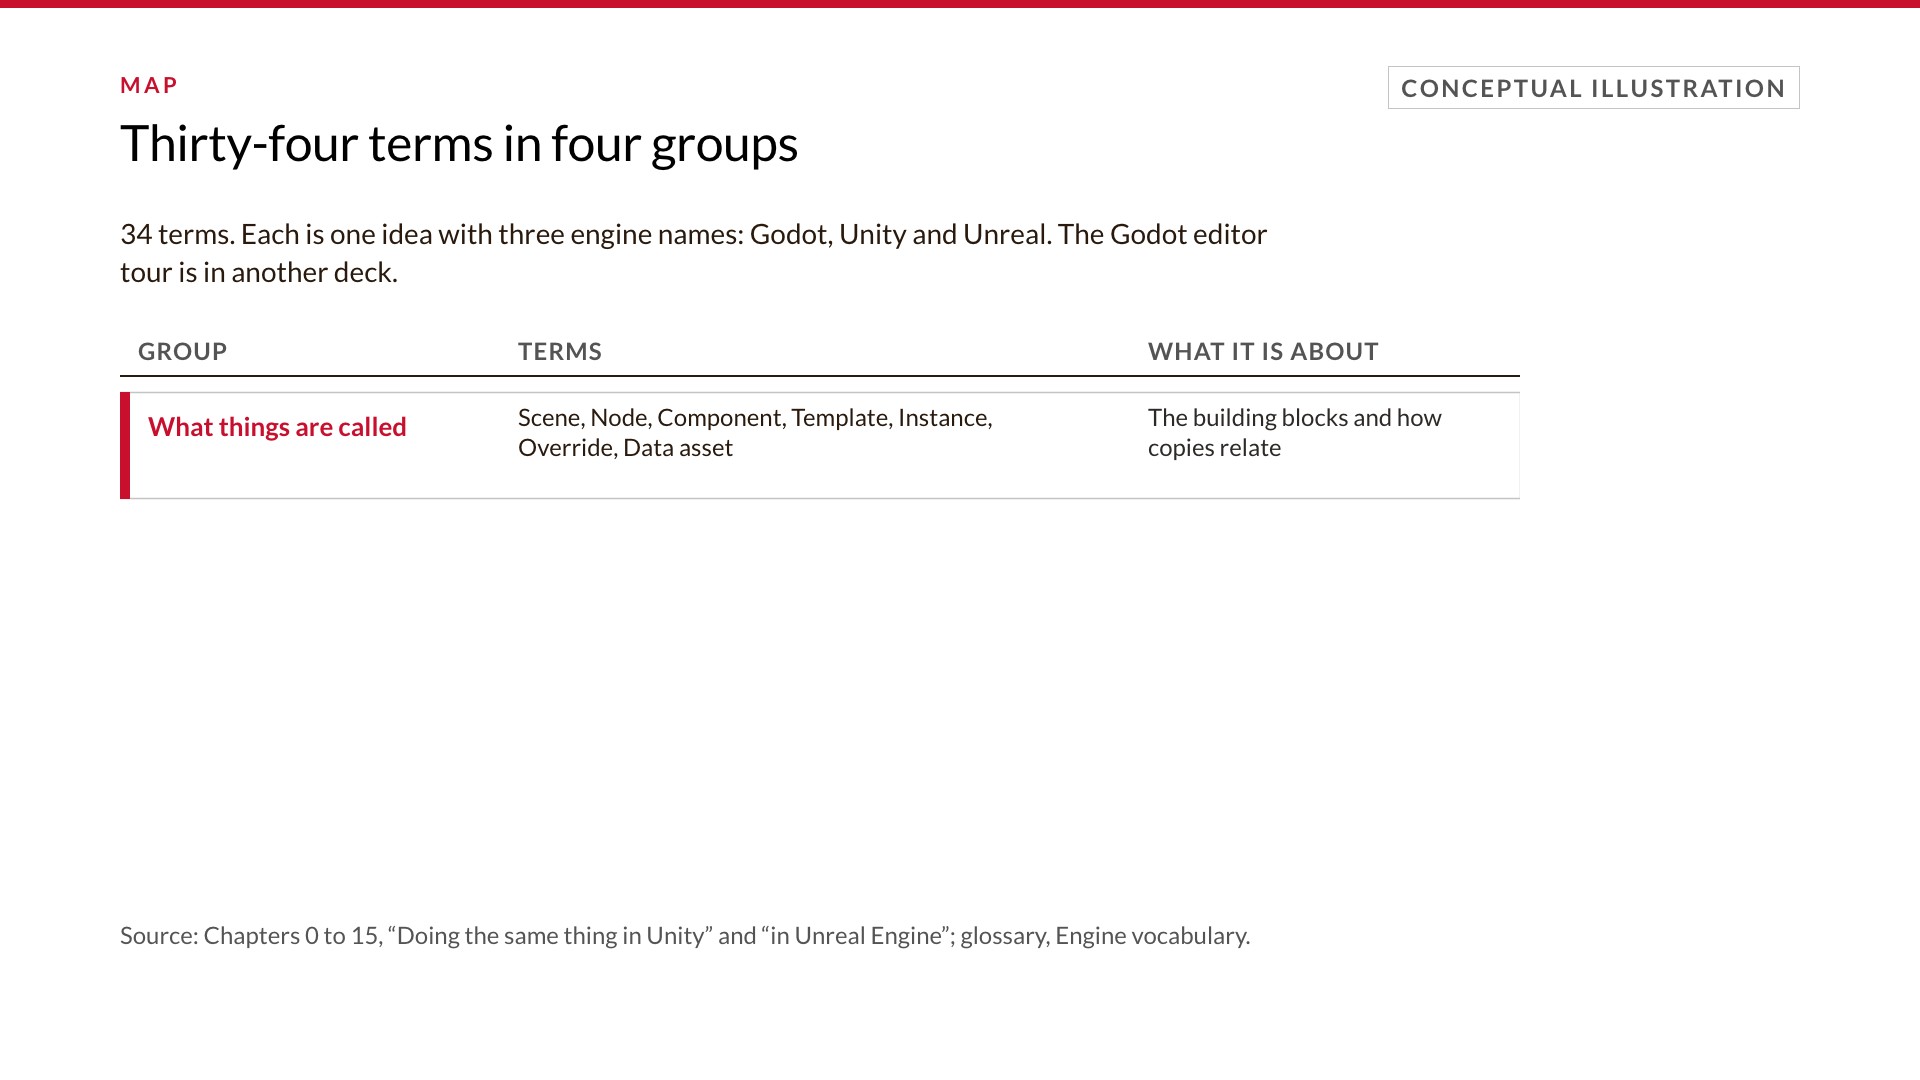 MAP
CONCEPTUAL ILLUSTRATION
Thirty-four terms in four groups
34 terms. Each is one idea with three engine names: Godot, Unity and Unreal. The Godot editor
tour is in another deck.
GROUP TERMS WHAT IT IS ABOUT
What things are called
Scene, Node, Component, Template, Instance,
Override, Data asset
The building blocks and how
copies relate
Source: Chapters 0 to 15, “Doing the same thing in Unity” and “in Unreal Engine”; glossary, Engine vocabulary.